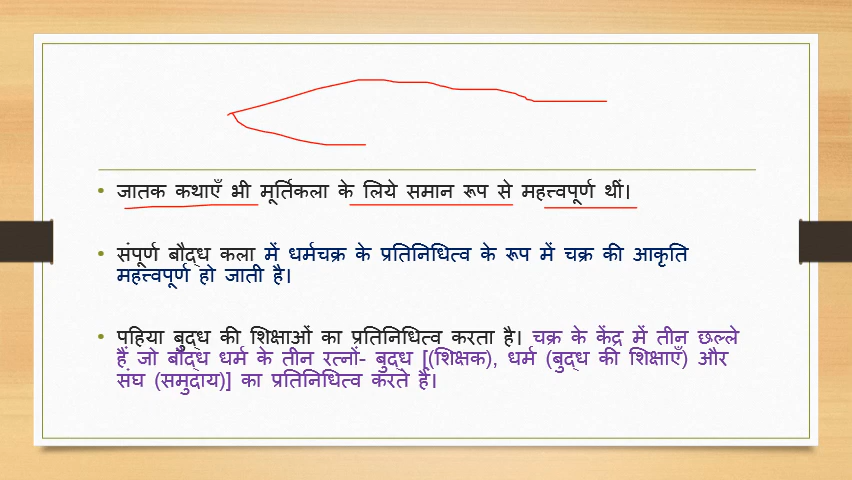 • जातक कथाएँ भी मूर्तिकला के लिये समान रूप से महत्त्वपूर्ण थीं।
• संपूर्ण बौद्ध कला में धर्मचक्र के प्रतिनिधित्व के रूप में चक्र की आकृति
महत्त्वपूर्ण हो जाती है।
• पहिया बुद्ध की शिक्षाओं का प्रतिनिधित्व करता है। चक्र के केंद्र में तीन छल्ले
हैं जो बौद्ध धर्म के तीन रत्नों- बुद्ध [(शिक्षक), धर्म (बुद्ध की शिक्षाएँ) और
संघ (समुदाय)] का प्रतिनिधित्व करते हैं।